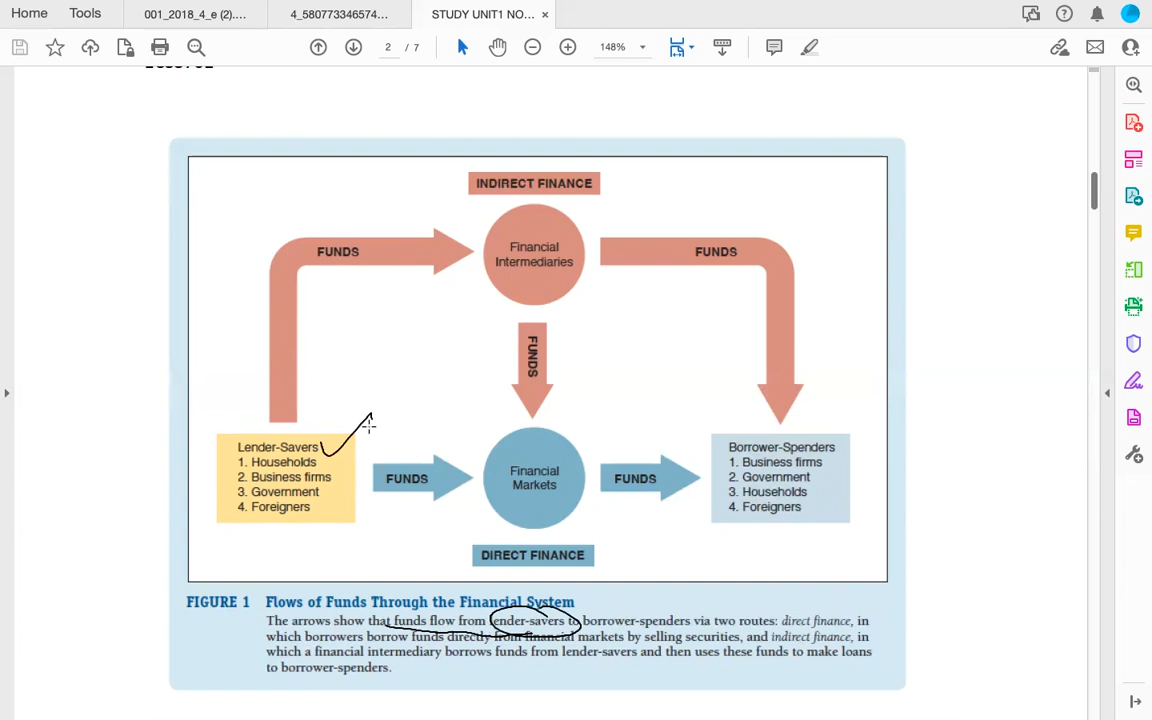 Home
Tools
001_2018_4_e (2)....
4_580773346574...
STUDY UNIT1 NO... ×
2 / 7
148%
INDIRECT FINANCE
Financial
Intermediaries
FUNDS
FUNDS
FUNDS
Lender-Savers
1. Households
2. Business firms
3. Government
4. Foreigners
FUNDS
Financial
Markets
FUNDS
Borrower-Spenders
1. Business firms
2. Government
3. Households
4. Foreigners
DIRECT FINANCE
FIGURE 1 Flows of Funds Through the Financial System
The arrows show that funds flow from lender-savers to borrower-spenders via two routes: direct finance, in
which borrowers borrow funds directly from financial markets by selling securities, and indirect finance, in
which a financial intermediary borrows funds from lender-savers and then uses these funds to make loans
to borrower-spenders.